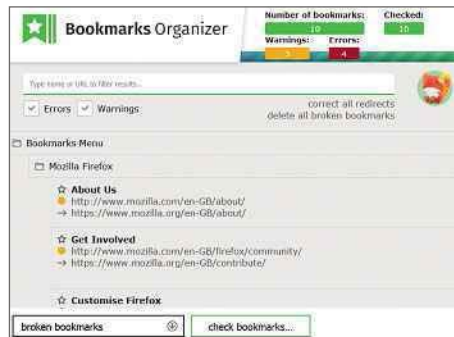 Bookmarks Organizer
Number of bookmarks: Checked:
10 10
Warnings: Errors:
3 4
Type name or URL to filter results...
Errors Warnings
correct all redirects
delete all broken bookmarks
Bookmarks Menu
Mozilla Firefox
About Us
http://www.mozilla.com/en-GB/about/
→ https://www.mozilla.org/en-GB/about/
Get Involved
http://www.mozilla.com/en-GB/firefox/community/
→ https://www.mozilla.org/en-GB/contribute/
Customise Firefox
broken bookmarks
check bookmarks...